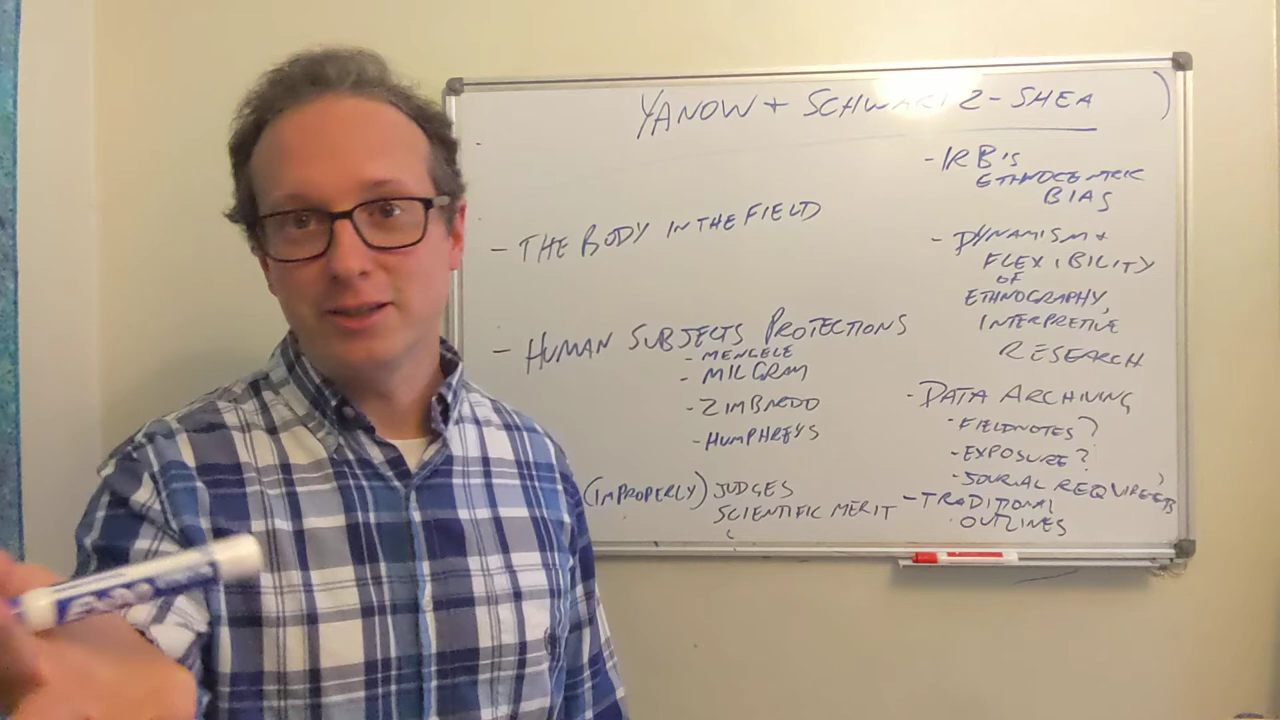 YANOW + SCHWARTZ-SHEA )
- THE BODY IN THE FIELD
- HUMAN SUBJECTS PROTECTIONS
- MENGELE
- MILGRAM
- ZIMBARDO
- HUMPHREYS
(IMPROPERLY) JUDGES
SCIENTIFIC MERIT
- IRB'S
ETHNOCENTRIC
BIAS
- DYNAMISM +
FLEXIBILITY
OF
ETHNOGRAPHY,
INTERPRETIVE
RESEARCH
- DATA ARCHIVING
- FIELDNOTES?
- EXPOSURE?
- JOURNAL
- TRADITIONAL
OUTLINES
EXPO